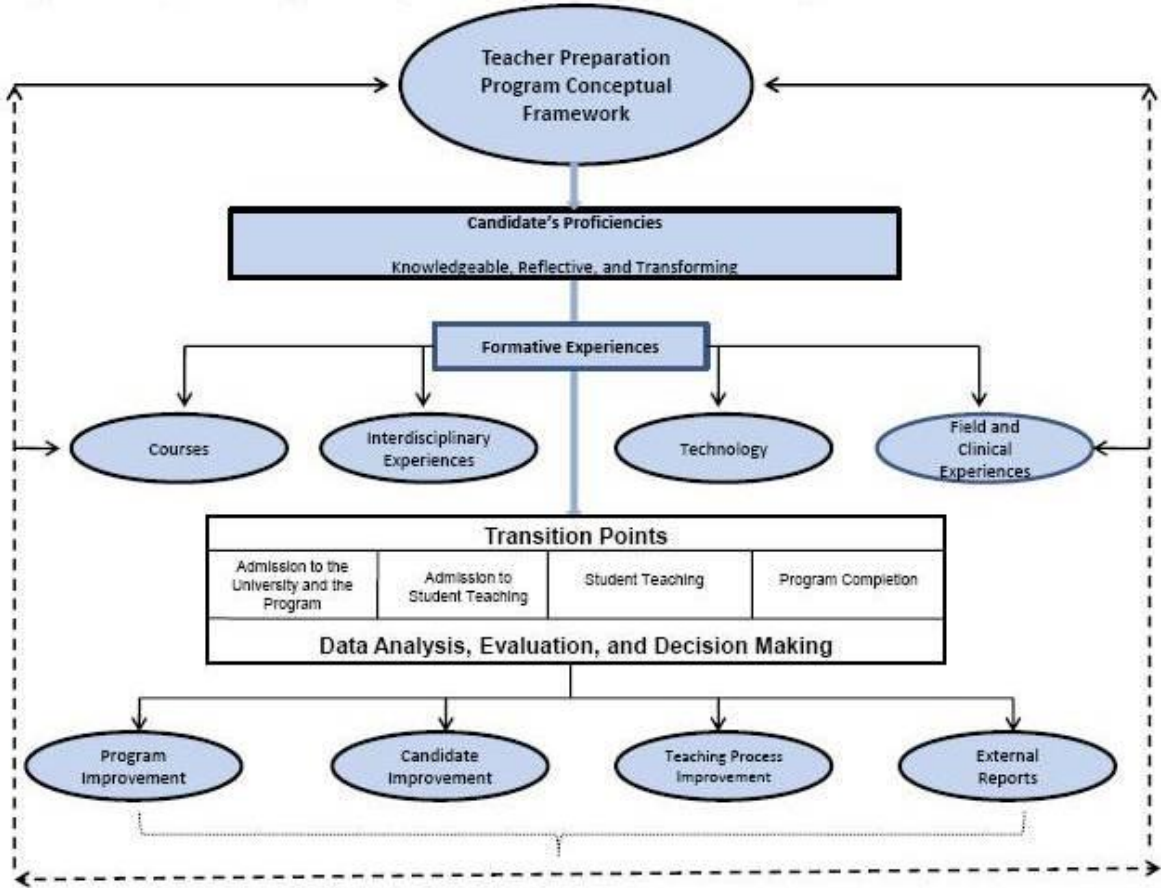 Teacher Preparation
Program Conceptual
Framework
Candidate's Proficiencies
Knowledgeable, Reflective, and Transforming
Formative Experiences
Courses
Interdisciplinary
Experiences
Technology
Field and
Clinical
Experiences
Transition Points
Admission to the
University and the
Program
Admission to
Student Teaching
Student Teaching
Program Completion
Data Analysis, Evaluation, and Decision Making
Program
Improvement
Candidate
Improvement
Teaching Process
Improvement
External
Reports